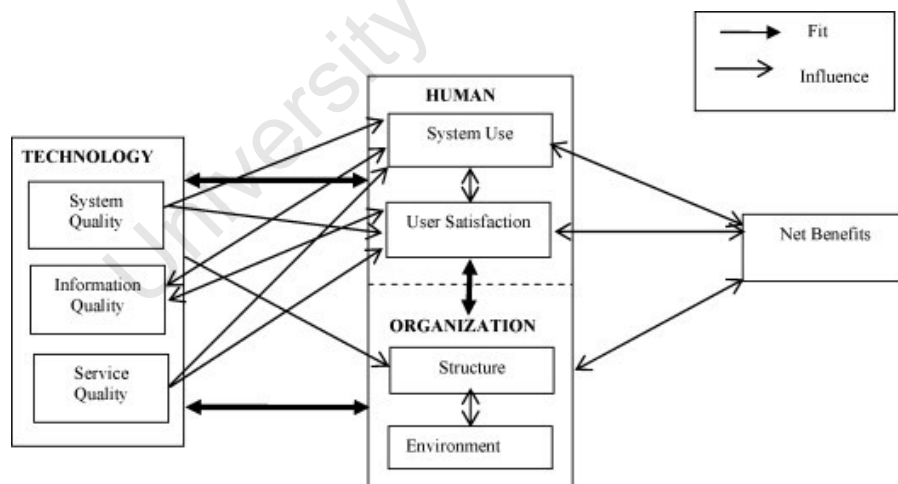 Fit
Influence
HUMAN
System Use
User Satisfaction
TECHNOLOGY
System
Quality
Information
Quality
Service
Quality
ORGANIZATION
Structure
Environment
Net Benefits
University